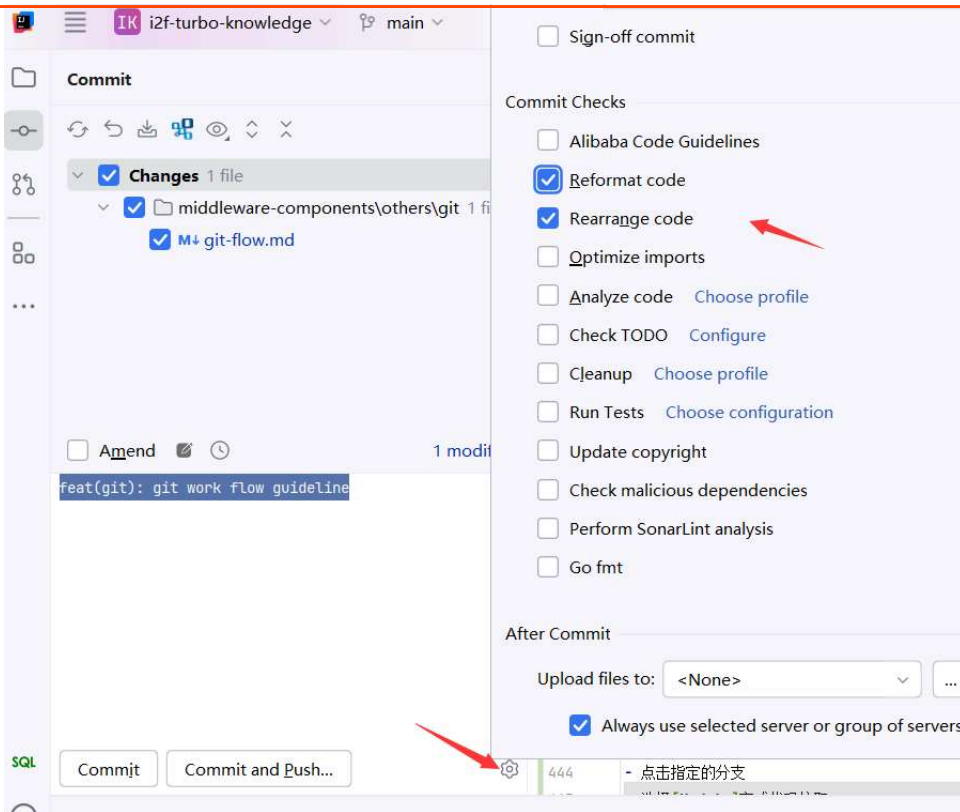 IK i2f-turbo-knowledge main
Commit
Changes 1 file
middleware-components\others\git 1 fi
M↓ git-flow.md
Amend
1 modif
feat(git): git work flow guideline
SQL
Commit
Commit and Push...
Sign-off commit
Commit Checks
Alibaba Code Guidelines
Reformat code
Rearrange code
Optimize imports
Analyze code Choose profile
Check TODO Configure
Cleanup Choose profile
Run Tests Choose configuration
Update copyright
Check malicious dependencies
Perform SonarLint analysis
Go fmt
After Commit
Upload files to: <None> ...
Always use selected server or group of servers
444 - 点击指定的分支